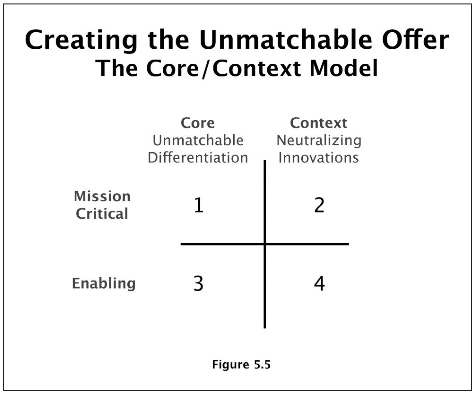 Creating the Unmatchable Offer
The Core/Context Model
Core
Unmatchable
Differentiation
Context
Neutralizing
Innovations
Mission
Critical
1
2
Enabling
3
4
Figure 5.5